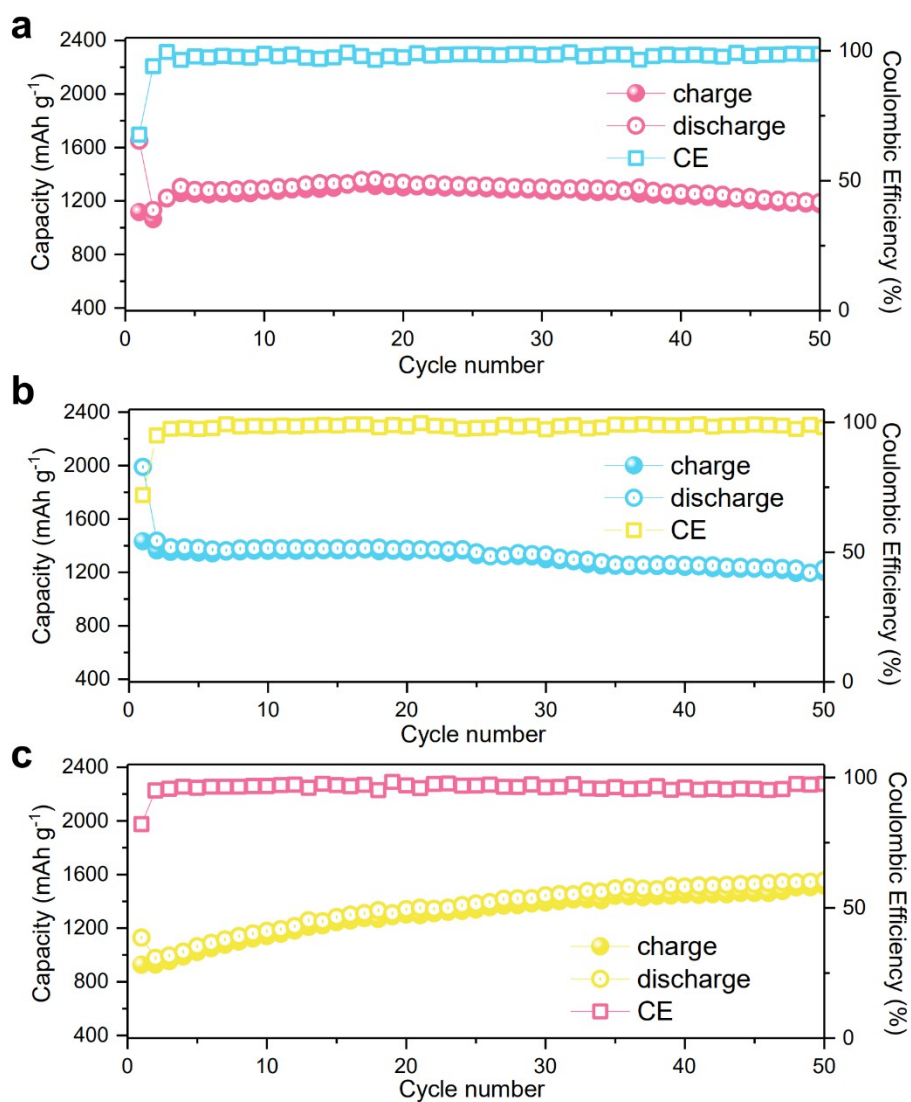 a
2400
2000
1600
1200
800
400
Capacity (mAh g⁻¹)
100
50
0
Coulombic Efficiency (%)
charge
discharge
CE
0 10 20 30 40 50
Cycle number
b
2400
2000
1600
1200
800
400
Capacity (mAh g⁻¹)
100
50
0
Coulombic Efficiency (%)
charge
discharge
CE
0 10 20 30 40 50
Cycle number
c
2400
2000
1600
1200
800
400
Capacity (mAh g⁻¹)
100
50
0
Coulombic Efficiency (%)
charge
discharge
CE
0 10 20 30 40 50
Cycle number